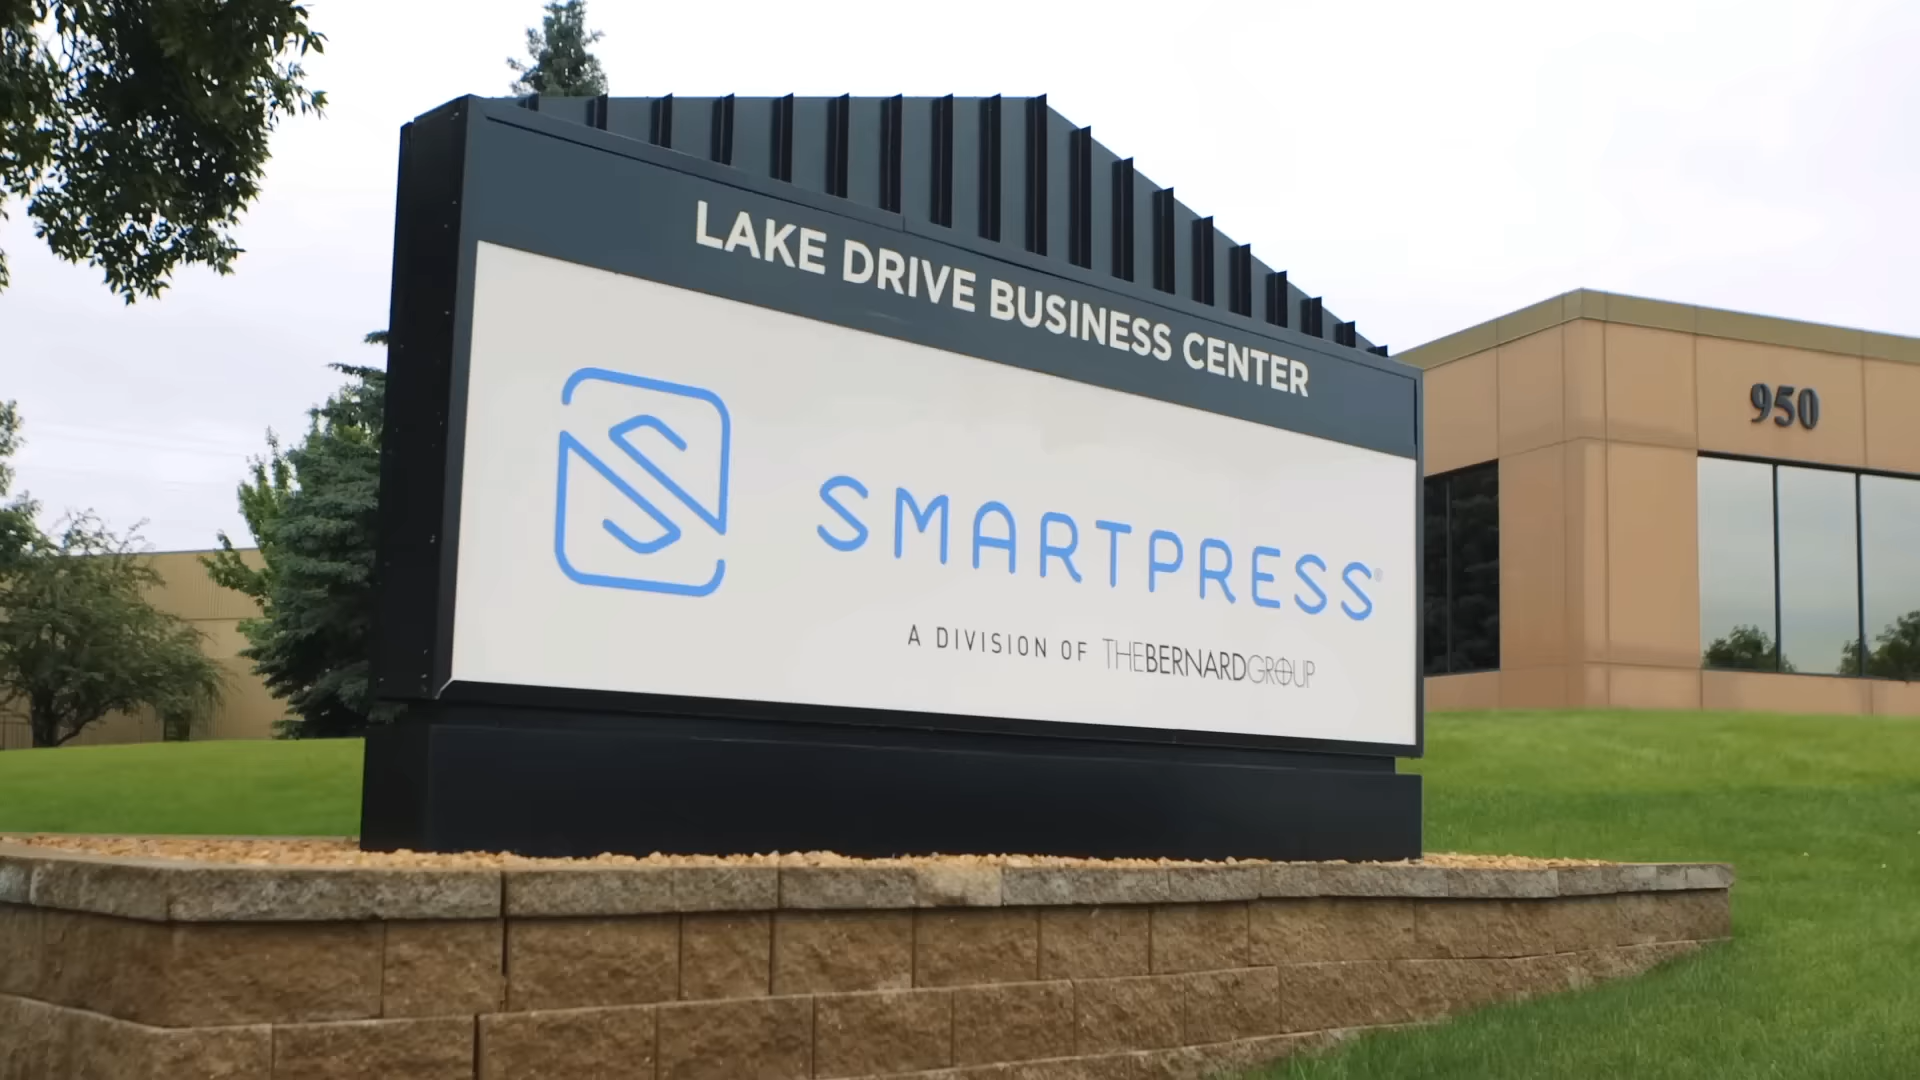 LAKE DRIVE BUSINESS CENTER
SMARTPRESS®
A DIVISION OF THEBERNARDGROUP
950